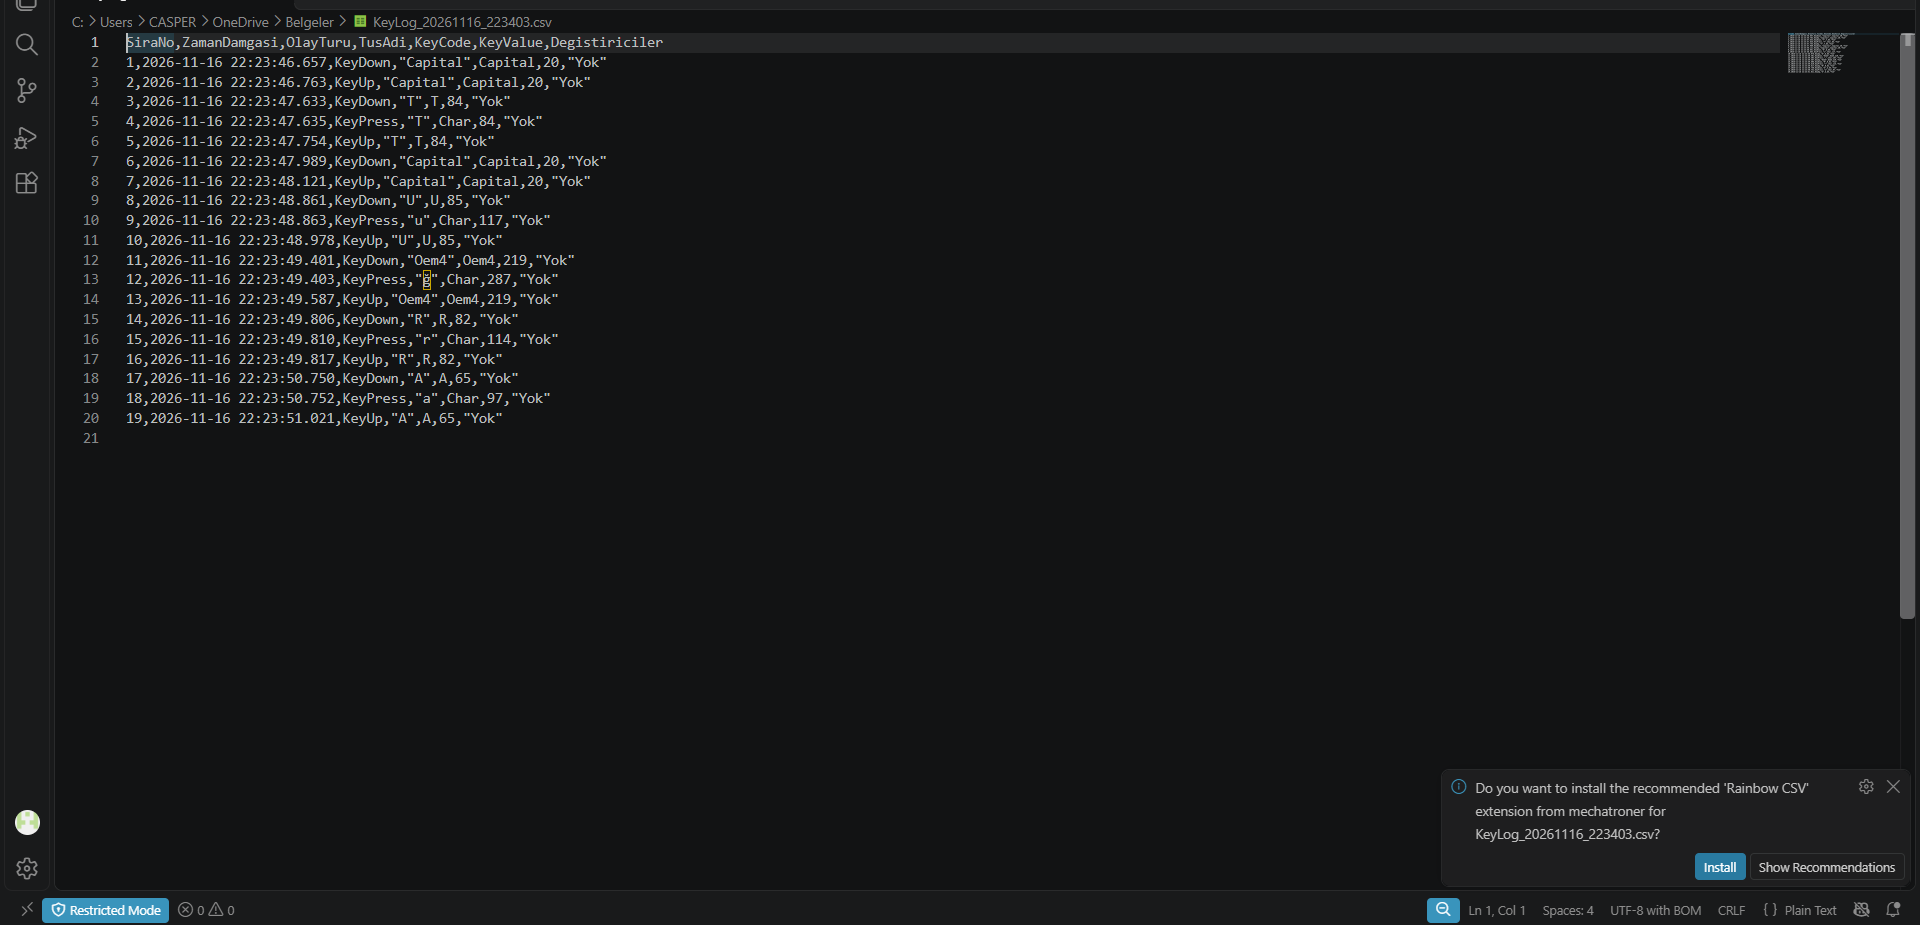 C: > Users > CASPER > OneDrive > Belgeler > KeyLog_20261116_223403.csv
1 SiraNo,ZamanDamgasi,OlayTuru,TusAdi,KeyCode,KeyValue,Degistiriciler
2 1,2026-11-16 22:23:46.657,KeyDown,"Capital",Capital,20,"Yok"
3 2,2026-11-16 22:23:46.763,KeyUp,"Capital",Capital,20,"Yok"
4 3,2026-11-16 22:23:47.633,KeyDown,"T",T,84,"Yok"
5 4,2026-11-16 22:23:47.635,KeyPress,"T",Char,84,"Yok"
6 5,2026-11-16 22:23:47.754,KeyUp,"T",T,84,"Yok"
7 6,2026-11-16 22:23:47.989,KeyDown,"Capital",Capital,20,"Yok"
8 7,2026-11-16 22:23:48.121,KeyUp,"Capital",Capital,20,"Yok"
9 8,2026-11-16 22:23:48.861,KeyDown,"U",U,85,"Yok"
10 9,2026-11-16 22:23:48.863,KeyPress,"u",Char,117,"Yok"
11 10,2026-11-16 22:23:48.978,KeyUp,"U",U,85,"Yok"
12 11,2026-11-16 22:23:49.401,KeyDown,"Oem4",Oem4,219,"Yok"
13 12,2026-11-16 22:23:49.403,KeyPress,"ğ",Char,287,"Yok"
14 13,2026-11-16 22:23:49.587,KeyUp,"Oem4",Oem4,219,"Yok"
15 14,2026-11-16 22:23:49.806,KeyDown,"R",R,82,"Yok"
16 15,2026-11-16 22:23:49.810,KeyPress,"r",Char,114,"Yok"
17 16,2026-11-16 22:23:49.817,KeyUp,"R",R,82,"Yok"
18 17,2026-11-16 22:23:50.750,KeyDown,"A",A,65,"Yok"
19 18,2026-11-16 22:23:50.752,KeyPress,"a",Char,97,"Yok"
20 19,2026-11-16 22:23:51.021,KeyUp,"A",A,65,"Yok"
21
Do you want to install the recommended 'Rainbow CSV'
extension from mechatroner for
KeyLog_20261116_223403.csv?
Install Show Recommendations
Restricted Mode 0 0 Ln 1, Col 1 Spaces: 4 UTF-8 with BOM CRLF { } Plain Text